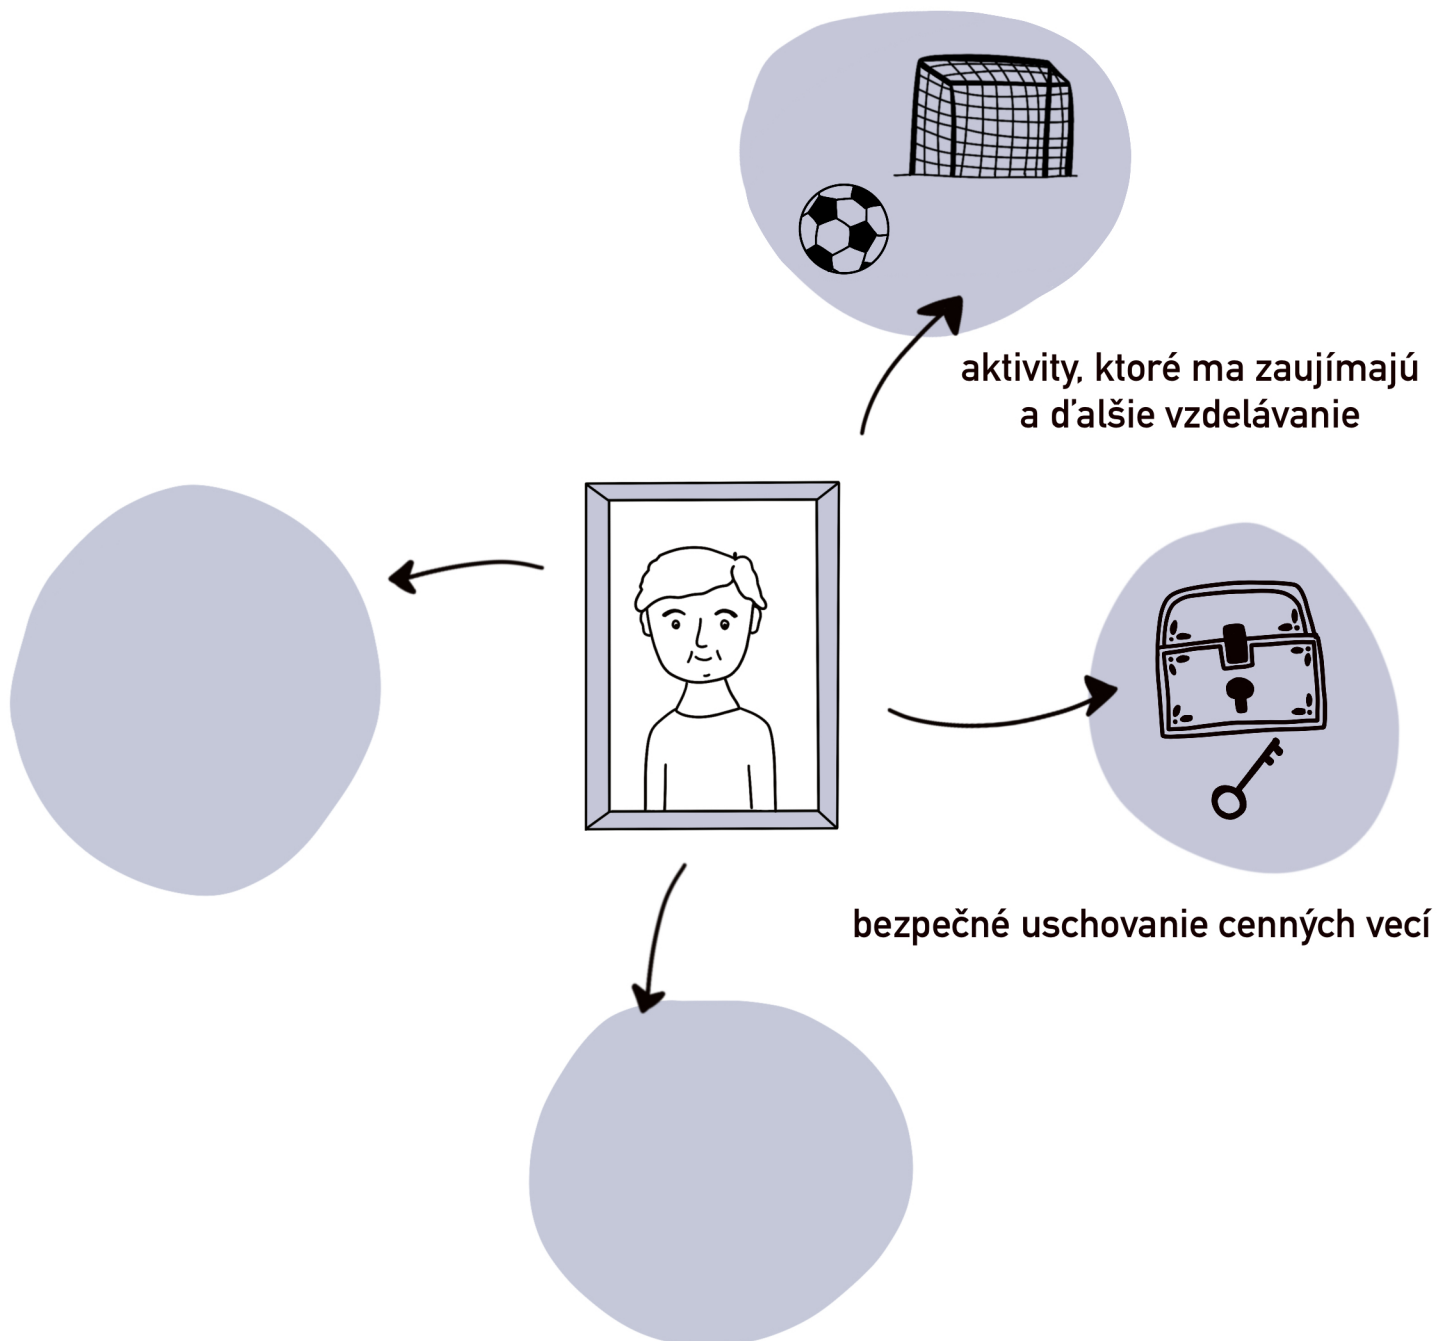 aktivity, ktoré ma zaujímajú
a ďalšie vzdelávanie
bezpečné uschovanie cenných vecí